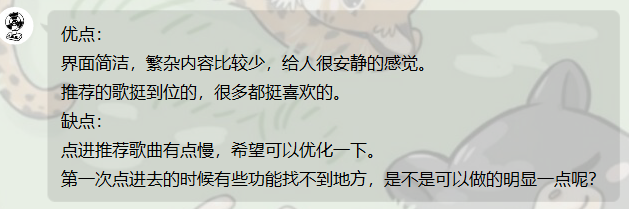 优点：
界面简洁，繁杂内容比较少，给人很安静的感觉。
推荐的歌挺到位的，很多都挺喜欢的。
缺点：
点进推荐歌曲有点慢，希望可以优化一下。
第一次点进去的时候有些功能找不到地方，是不是可以做的明显一点呢？